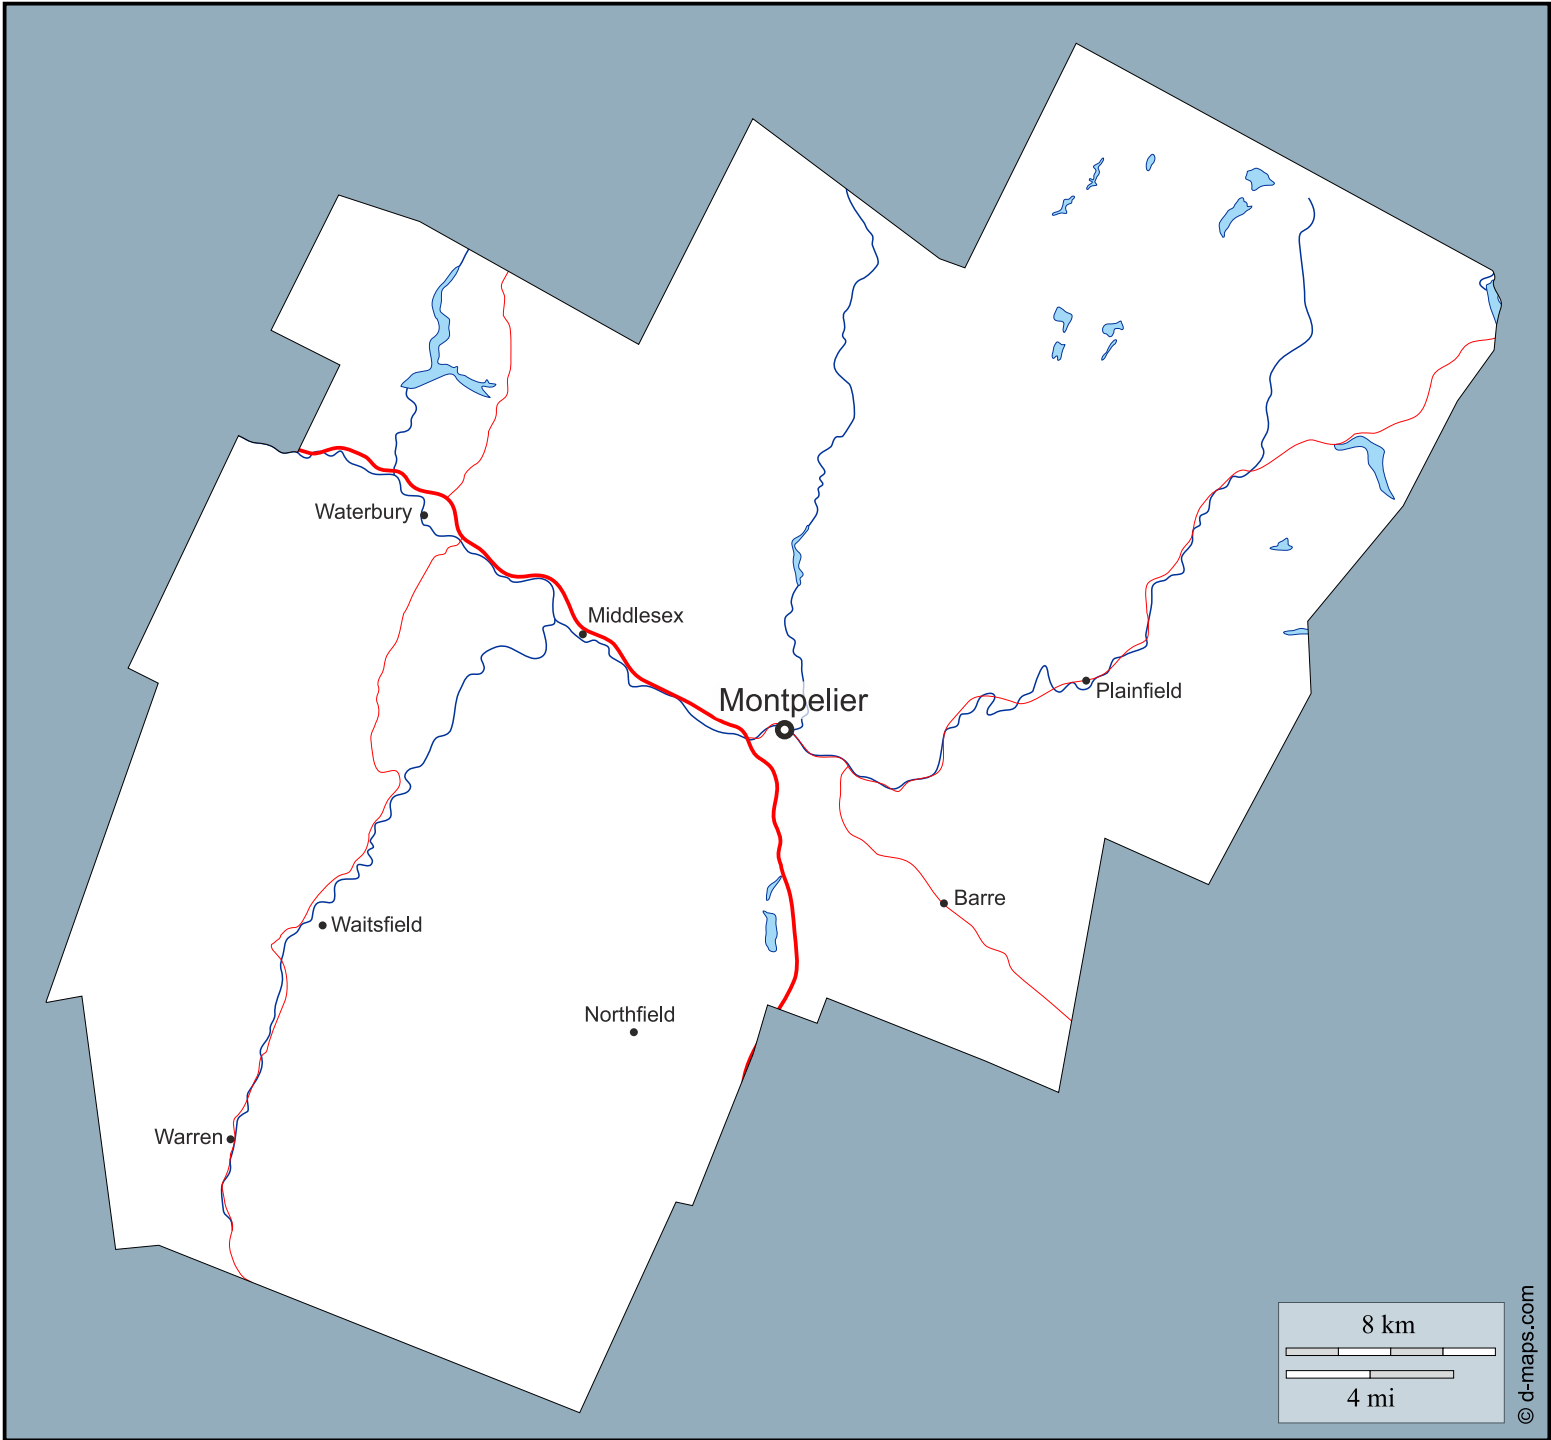 Waterbury
Middlesex
Montpelier
Plainfield
Barre
Waitsfield
Northfield
Warren
8 km
4 mi
© d-maps.com